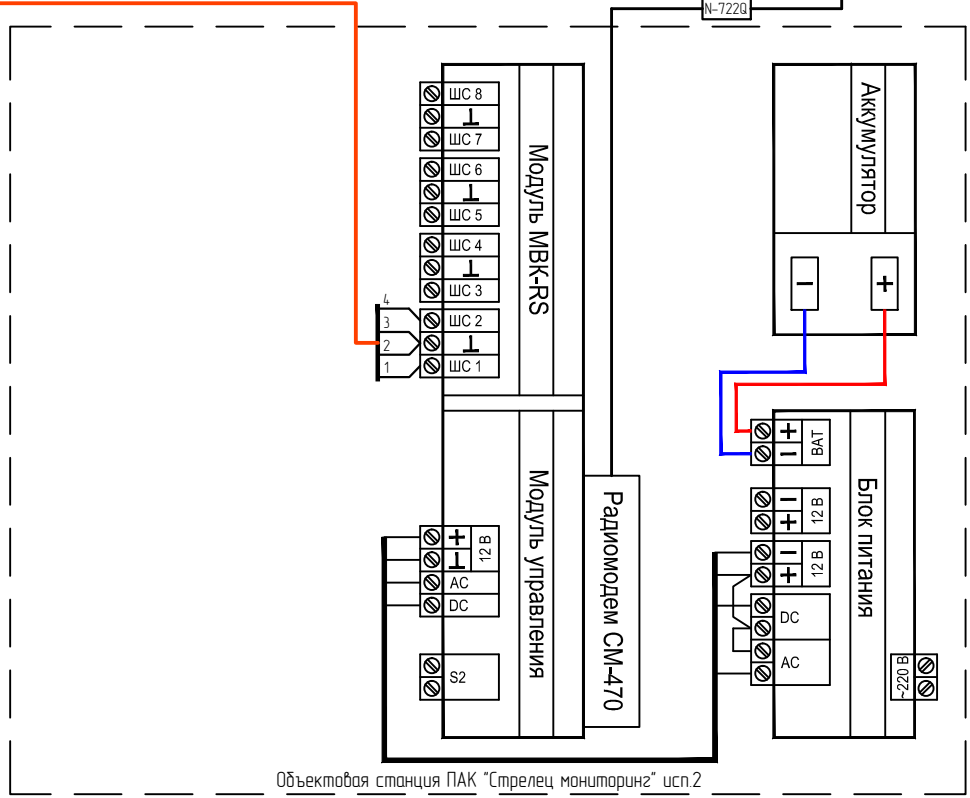 N-722Q
ШС 8
⊥
ШС 7
ШС 6
⊥
ШС 5
ШС 4
⊥
ШС 3
ШС 2
⊥
ШС 1
4
3
2
1
Модуль МВК-RS
Модуль управления
+
⊥
12 В
AC
DC
S2
Радиомодем СМ-470
Аккумулятор
–
+
+
–
BAT
–
+
12 В
–
+
12 В
DC
AC
Блок питания
~220 В
Объектовая станция ПАК "Стрелец мониторинг" исп.2